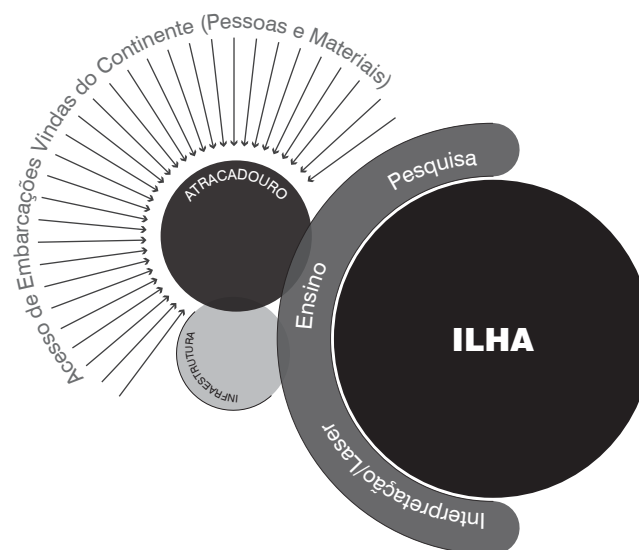 Acesso de Embarcações Vindas do Continente (Pessoas e Materiais)
ATRACADOURO
INFRAESTRUTURA
Pesquisa
Ensino
Interpretação/Laser
ILHA